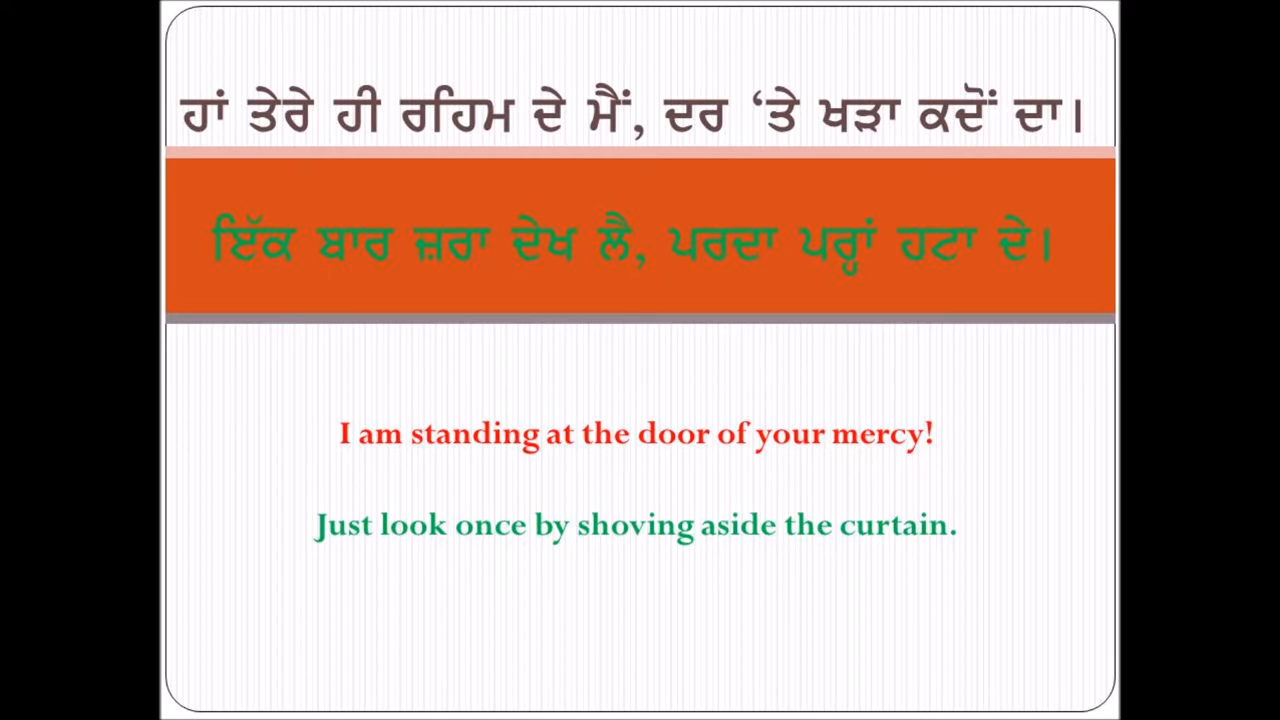 ਹਾਂ ਤੇਰੇ ਹੀ ਰਹਿਮ ਦੇ ਮੈਂ, ਦਰ ‘ਤੇ ਖੜਾ ਕਦੋਂ ਦਾ।
ਇੱਕ ਬਾਰ ਜ਼ਰਾ ਦੇਖ ਲੈ, ਪਰਦਾ ਪਰ੍ਹਾਂ ਹਟਾ ਦੇ।
I am standing at the door of your mercy!
Just look once by shoving aside the curtain.